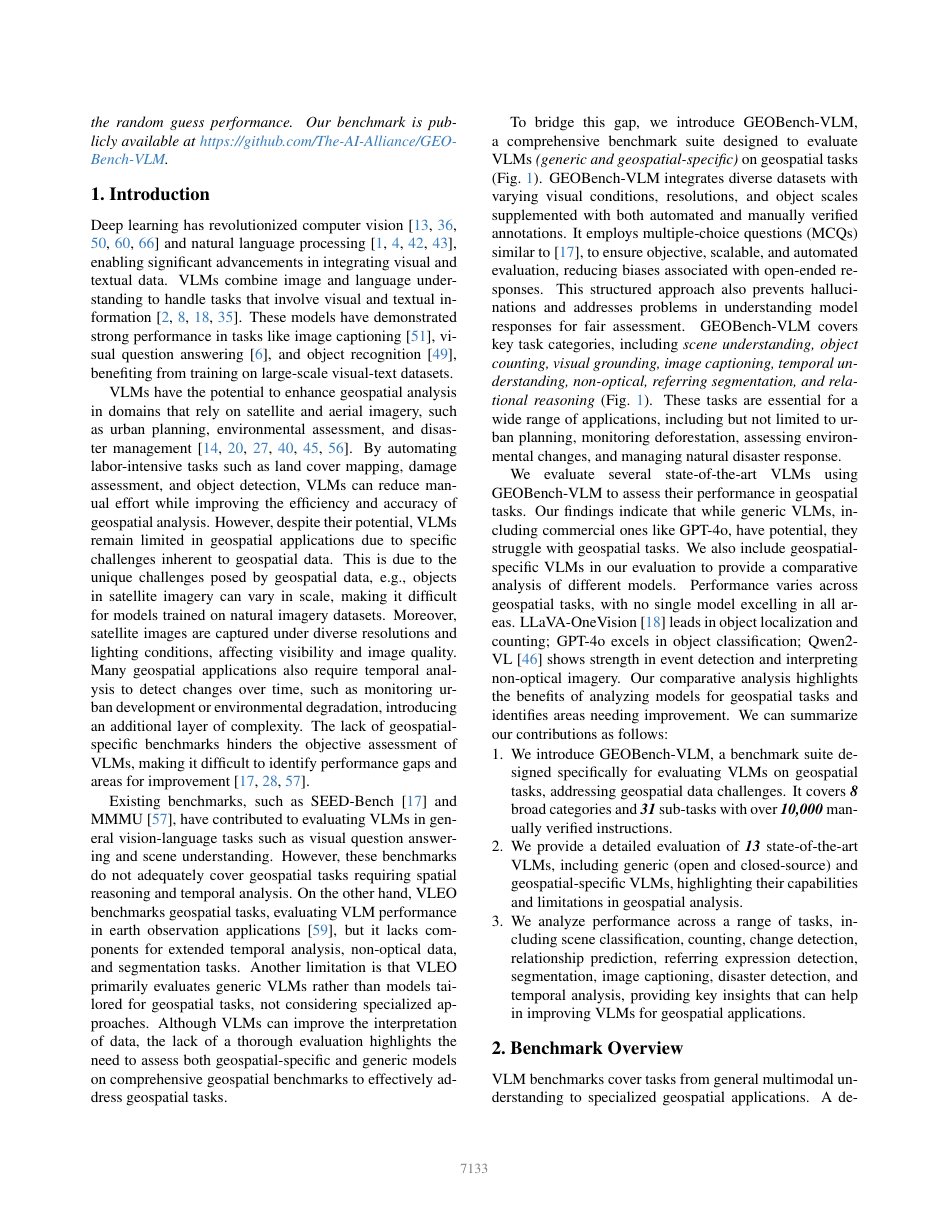 the random guess performance. Our benchmark is pub-
licly available at https://github.com/The-AI-Alliance/GEO-
Bench-VLM.
1. Introduction
Deep learning has revolutionized computer vision [13, 36,
50, 60, 66] and natural language processing [1, 4, 42, 43],
enabling significant advancements in integrating visual and
textual data. VLMs combine image and language under-
standing to handle tasks that involve visual and textual in-
formation [2, 8, 18, 35]. These models have demonstrated
strong performance in tasks like image captioning [51], vi-
sual question answering [6], and object recognition [49],
benefiting from training on large-scale visual-text datasets.
VLMs have the potential to enhance geospatial analysis
in domains that rely on satellite and aerial imagery, such
as urban planning, environmental assessment, and disas-
ter management [14, 20, 27, 40, 45, 56]. By automating
labor-intensive tasks such as land cover mapping, damage
assessment, and object detection, VLMs can reduce man-
ual effort while improving the efficiency and accuracy of
geospatial analysis. However, despite their potential, VLMs
remain limited in geospatial applications due to specific
challenges inherent to geospatial data. This is due to the
unique challenges posed by geospatial data, e.g., objects
in satellite imagery can vary in scale, making it difficult
for models trained on natural imagery datasets. Moreover,
satellite images are captured under diverse resolutions and
lighting conditions, affecting visibility and image quality.
Many geospatial applications also require temporal anal-
ysis to detect changes over time, such as monitoring ur-
ban development or environmental degradation, introducing
an additional layer of complexity. The lack of geospatial-
specific benchmarks hinders the objective assessment of
VLMs, making it difficult to identify performance gaps and
areas for improvement [17, 28, 57].
Existing benchmarks, such as SEED-Bench [17] and
MMMU [57], have contributed to evaluating VLMs in gen-
eral vision-language tasks such as visual question answer-
ing and scene understanding. However, these benchmarks
do not adequately cover geospatial tasks requiring spatial
reasoning and temporal analysis. On the other hand, VLEO
benchmarks geospatial tasks, evaluating VLM performance
in earth observation applications [59], but it lacks com-
ponents for extended temporal analysis, non-optical data,
and segmentation tasks. Another limitation is that VLEO
primarily evaluates generic VLMs rather than models tai-
lored for geospatial tasks, not considering specialized ap-
proaches. Although VLMs can improve the interpretation
of data, the lack of a thorough evaluation highlights the
need to assess both geospatial-specific and generic models
on comprehensive geospatial benchmarks to effectively ad-
dress geospatial tasks.
To bridge this gap, we introduce GEOBench-VLM,
a comprehensive benchmark suite designed to evaluate
VLMs (generic and geospatial-specific) on geospatial tasks
(Fig. 1). GEOBench-VLM integrates diverse datasets with
varying visual conditions, resolutions, and object scales
supplemented with both automated and manually verified
annotations. It employs multiple-choice questions (MCQs)
similar to [17], to ensure objective, scalable, and automated
evaluation, reducing biases associated with open-ended re-
sponses. This structured approach also prevents halluci-
nations and addresses problems in understanding model
responses for fair assessment. GEOBench-VLM covers
key task categories, including scene understanding, object
counting, visual grounding, image captioning, temporal un-
derstanding, non-optical, referring segmentation, and rela-
tional reasoning (Fig. 1). These tasks are essential for a
wide range of applications, including but not limited to ur-
ban planning, monitoring deforestation, assessing environ-
mental changes, and managing natural disaster response.
We evaluate several state-of-the-art VLMs using
GEOBench-VLM to assess their performance in geospatial
tasks. Our findings indicate that while generic VLMs, in-
cluding commercial ones like GPT-4o, have potential, they
struggle with geospatial tasks. We also include geospatial-
specific VLMs in our evaluation to provide a comparative
analysis of different models. Performance varies across
geospatial tasks, with no single model excelling in all ar-
eas. LLaVA-OneVision [18] leads in object localization and
counting; GPT-4o excels in object classification; Qwen2-
VL [46] shows strength in event detection and interpreting
non-optical imagery. Our comparative analysis highlights
the benefits of analyzing models for geospatial tasks and
identifies areas needing improvement. We can summarize
our contributions as follows:
1. We introduce GEOBench-VLM, a benchmark suite de-
signed specifically for evaluating VLMs on geospatial
tasks, addressing geospatial data challenges. It covers 8
broad categories and 31 sub-tasks with over 10,000 man-
ually verified instructions.
2. We provide a detailed evaluation of 13 state-of-the-art
VLMs, including generic (open and closed-source) and
geospatial-specific VLMs, highlighting their capabilities
and limitations in geospatial analysis.
3. We analyze performance across a range of tasks, in-
cluding scene classification, counting, change detection,
relationship prediction, referring expression detection,
segmentation, image captioning, disaster detection, and
temporal analysis, providing key insights that can help
in improving VLMs for geospatial applications.
2. Benchmark Overview
VLM benchmarks cover tasks from general multimodal un-
derstanding to specialized geospatial applications. A de-
7133